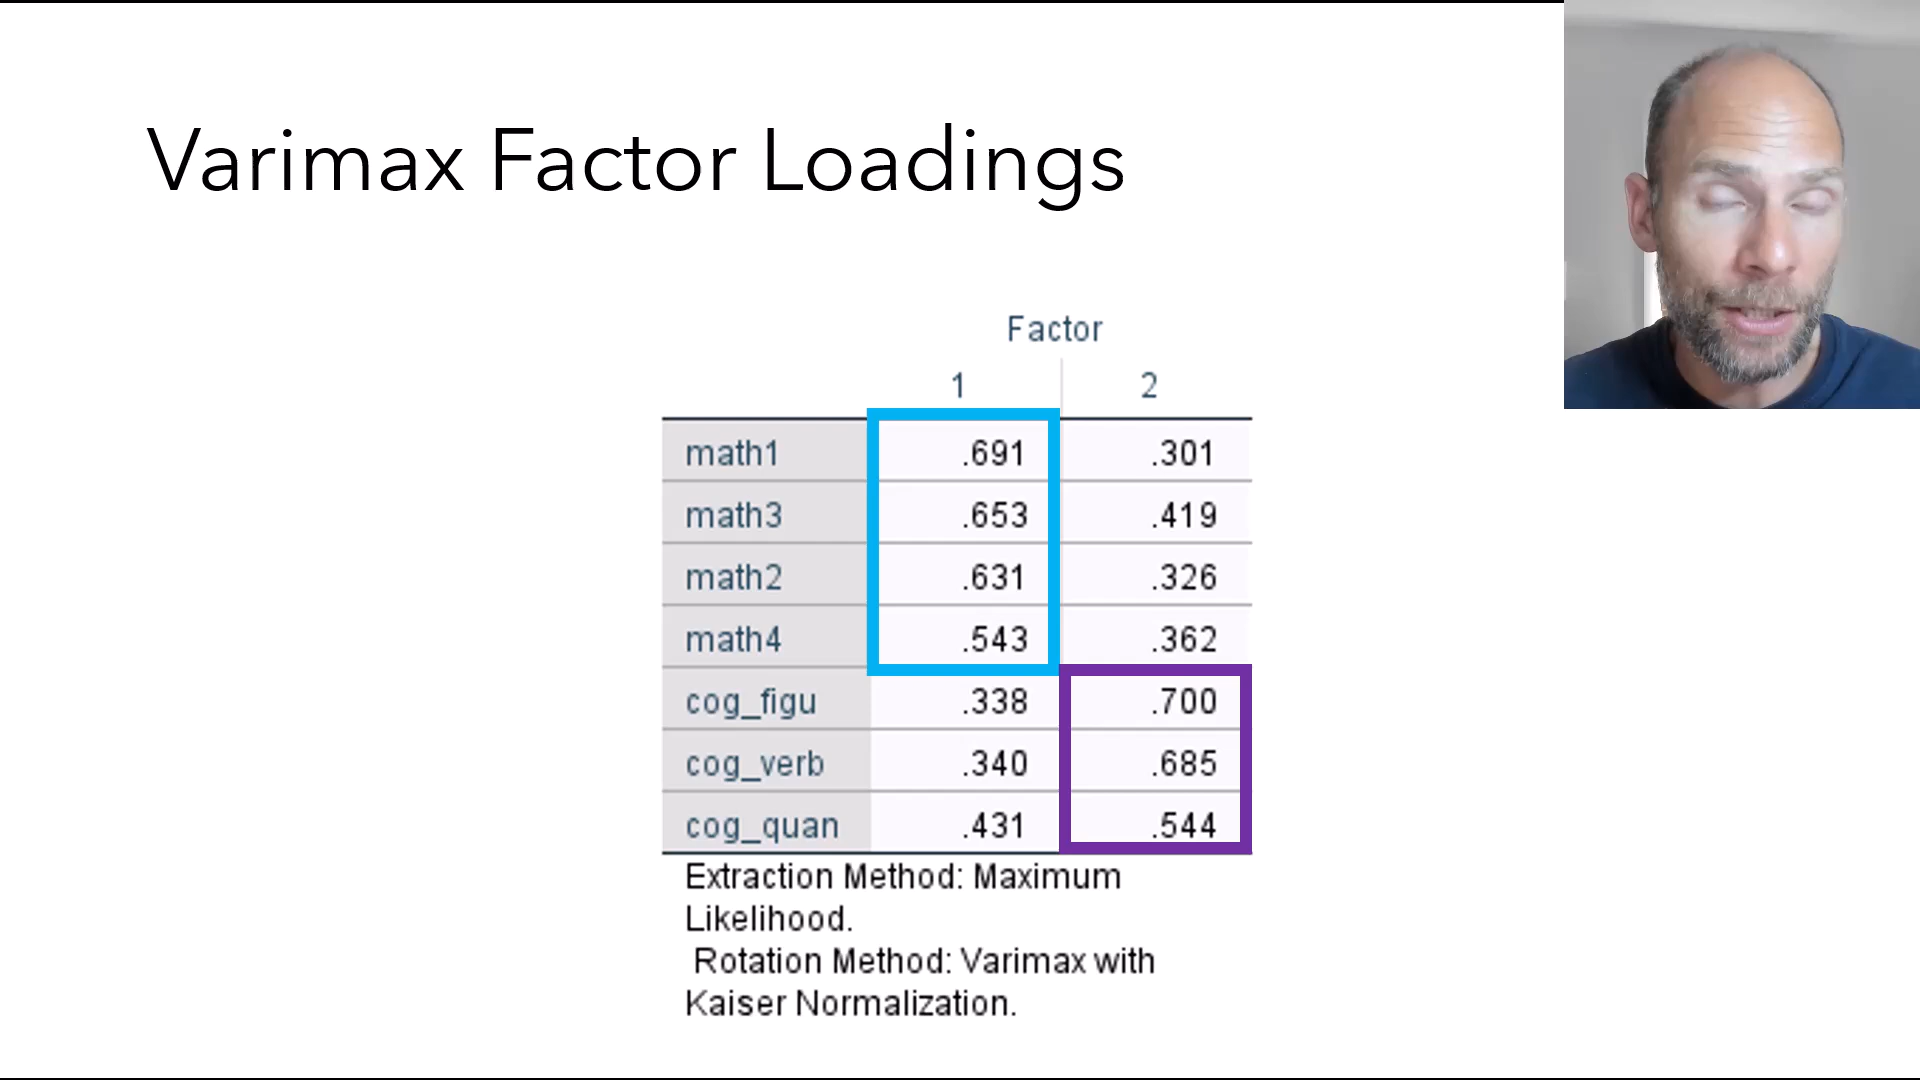 Varimax Factor Loadings
Factor
1 2
math1 .691 .301
math3 .653 .419
math2 .631 .326
math4 .543 .362
cog_figu .338 .700
cog_verb .340 .685
cog_quan .431 .544
Extraction Method: Maximum
Likelihood.
Rotation Method: Varimax with
Kaiser Normalization.